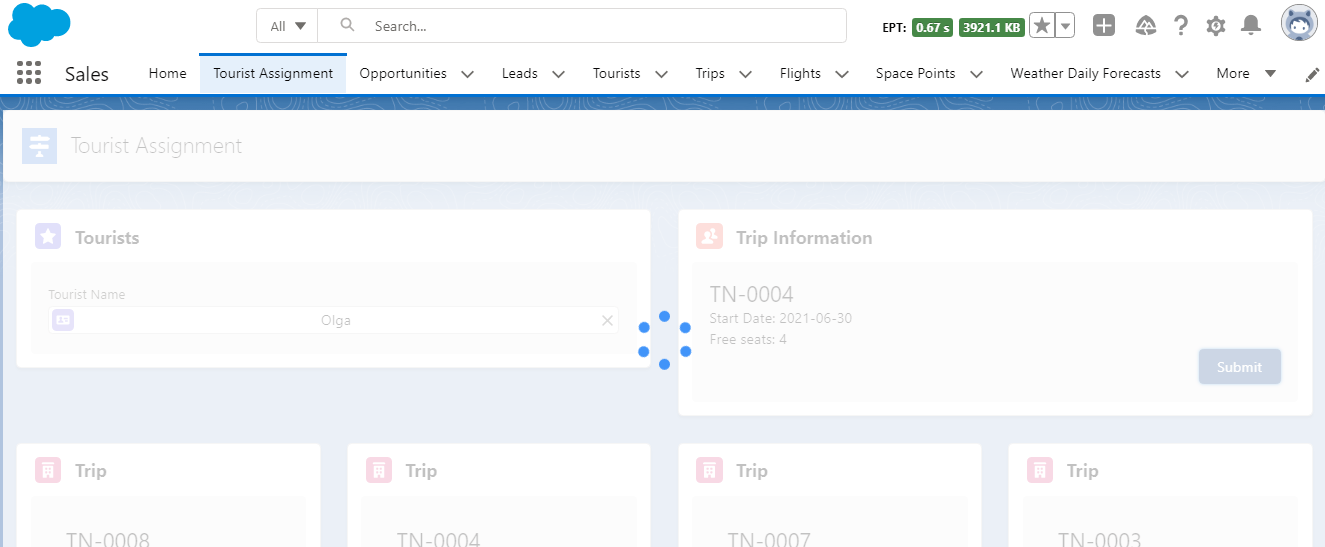 All
Search...
EPT: 0.67 s 3921.1 KB
Sales
Home Tourist Assignment Opportunities Leads Tourists Trips Flights Space Points Weather Daily Forecasts More
Tourist Assignment
Tourists
Tourist Name
Olga
Trip Information
TN-0004
Start Date: 2021-06-30
Free seats: 4
Submit
Trip Trip Trip Trip
TN-0008 TN-0004 TN-0007 TN-0003